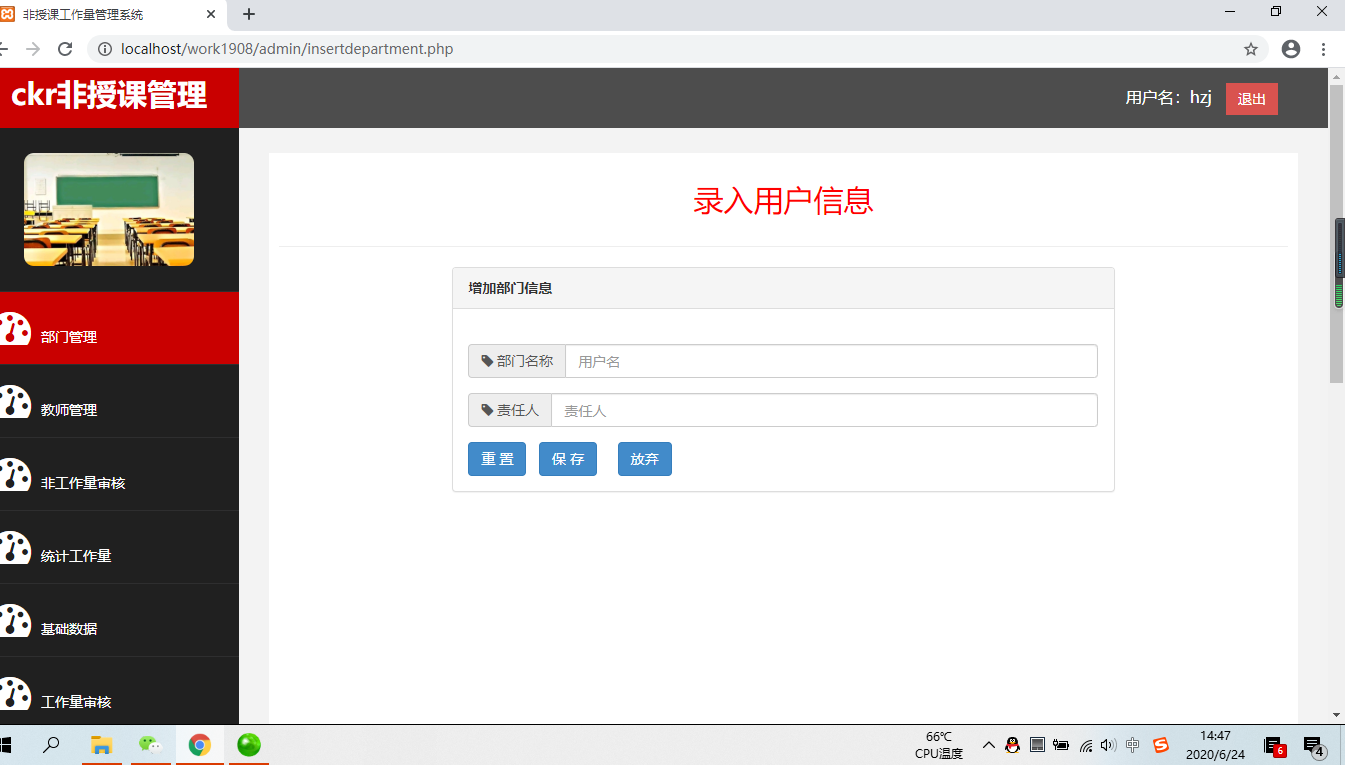 非授课工作量管理系统
localhost/work1908/admin/insertdepartment.php
ckr非授课管理
用户名：hzj 退出
录入用户信息
增加部门信息
部门名称 用户名
责任人 责任人
重 置 保 存 放弃
部门管理
教师管理
非工作量审核
统计工作量
基础数据
工作量审核
66℃
CPU温度
中
14:47
2020/6/24
6
4